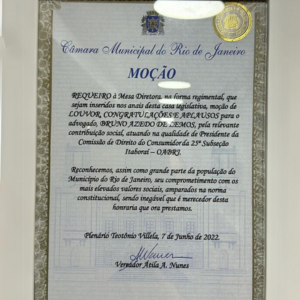 Câmara Municipal do Rio de Janeiro
MOÇÃO
REQUEIRO à Mesa Diretora, na forma regimental, que
sejam inseridos nos anais desta casa legislativa, moção de
LOUVOR, CONGRATULAÇÕES E APLAUSOS para o
advogado, BRUNO AZEDO DE LEMOS, pela relevante
contribuição social, atuando na qualidade de Presidente da
Comissão de Direito do Consumidor da 23ª Subseção
Itaboraí – OABRJ.
Reconhecemos, assim como grande parte da população do
Município do Rio de Janeiro, seu comprometimento com os
mais elevados valores sociais, amparados na norma
constitucional, sendo inegável que é merecedor desta
honraria que ora prestamos.
Plenário Teotônio Villela, 7 de Junho 2022.
Vereador Átila A. Nunes